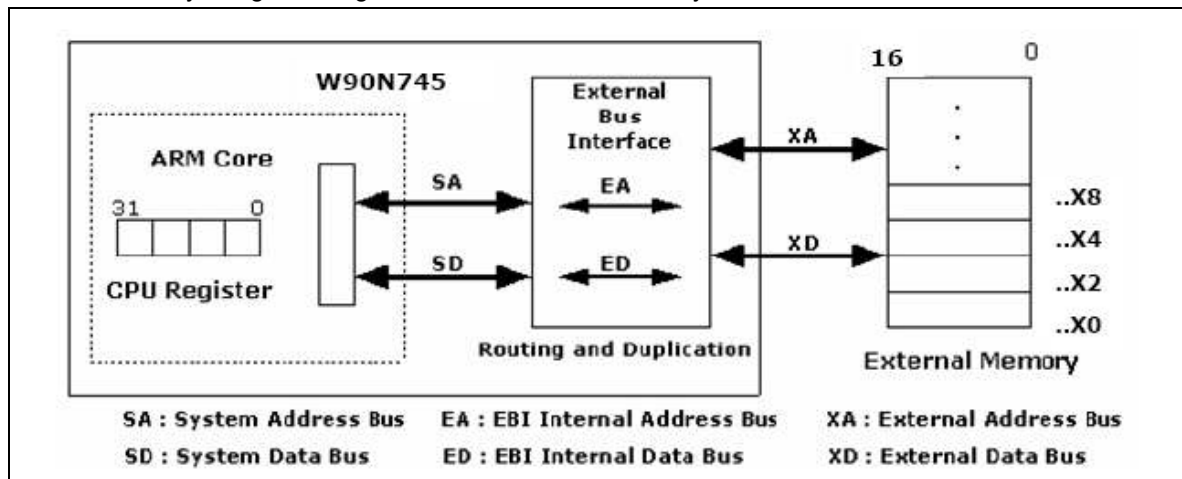 W90N745
ARM Core
31 0
CPU Register
SA
SD
External
Bus
Interface
EA
ED
Routing and Duplication
XA
XD
16 0
..X8
..X4
..X2
..X0
External Memory
SA : System Address Bus EA : EBI Internal Address Bus XA : External Address Bus
SD : System Data Bus ED : EBI Internal Data Bus XD : External Data Bus